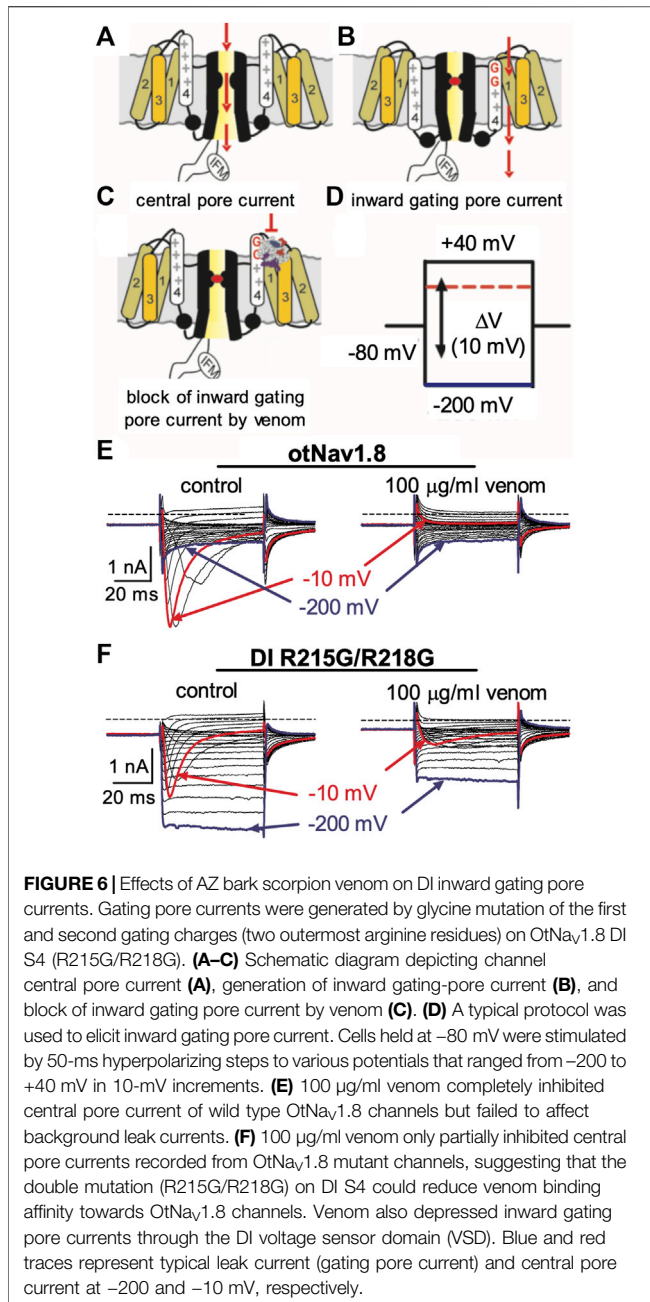 A
B
2
3
+
+
+
+
4
+
+
+
+
4
3
1
2
IFM
2
3
1
+
+
+
+
4
G
G
+
+
4
1
3
2
IFM
C
central pore current
D
inward gating pore current
2
3
1
+
+
+
+
4
G
G
+
+
4
1
3
2
IFM
block of inward gating
pore current by venom
+40 mV
ΔV
(10 mV)
-80 mV
-200 mV
E
otNav1.8
control
100 μg/ml venom
1 nA
20 ms
-10 mV
-200 mV
F
DI R215G/R218G
control
100 μg/ml venom
1 nA
20 ms
-10 mV
-200 mV
FIGURE 6 | Effects of AZ bark scorpion venom on DI inward gating pore
currents. Gating pore currents were generated by glycine mutation of the first
and second gating charges (two outermost arginine residues) on OtNaV1.8 DI
S4 (R215G/R218G). (A–C) Schematic diagram depicting channel
central pore current (A), generation of inward gating-pore current (B), and
block of inward gating pore current by venom (C). (D) A typical protocol was
used to elicit inward gating pore current. Cells held at –80 mV were stimulated
by 50-ms hyperpolarizing steps to various potentials that ranged from –200 to
+40 mV in 10-mV increments. (E) 100 μg/ml venom completely inhibited
central pore current of wild type OtNaV1.8 channels but failed to affect
background leak currents. (F) 100 μg/ml venom only partially inhibited central
pore currents recorded from OtNaV1.8 mutant channels, suggesting that the
double mutation (R215G/R218G) on DI S4 could reduce venom binding
affinity towards OtNaV1.8 channels. Venom also depressed inward gating
pore currents through the DI voltage sensor domain (VSD). Blue and red
traces represent typical leak current (gating pore current) and central pore
current at –200 and –10 mV, respectively.